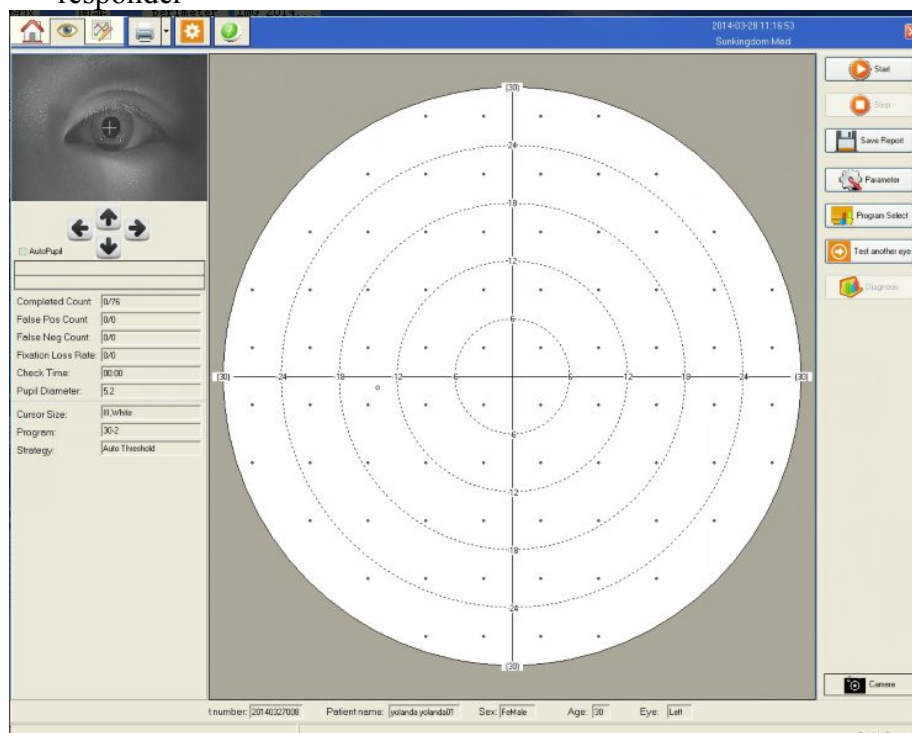 responder
perimeter IMG 2014...
2014-03-28 11:16:53
Sunkingdom Med
Start
Stop
Save Report
Parameter
Program Select
Test another eye
Diagnosis
Camera
AutoPupil
Completed Count: 0/76
False Pos Count: 0/0
False Neg Count: 0/0
Fixation Loss Rate: 0/0
Check Time: 00:00
Pupil Diameter: 5.2
Cursor Size: III,White
Program: 30-2
Strategy: Auto Threshold
(30)
24
18
12
6
(30) 24 18 12 6 6 12 18 24 (30)
6
12
18
24
(30)
t number: 20140327008 Patient name: yolanda yolanda01 Sex: FeMale Age: 30 Eye: Left